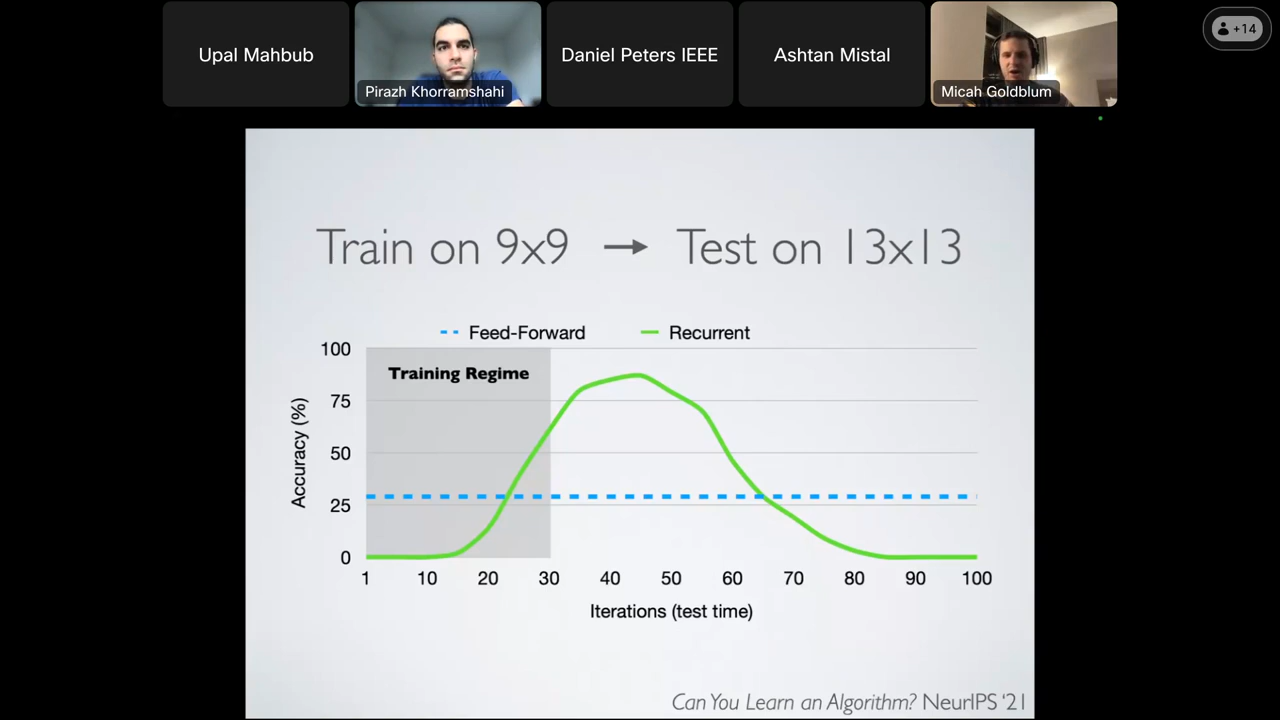 Upal Mahbub
Pirazh Khorramshahi
Daniel Peters IEEE
Ashtan Mistal
Micah Goldblum
+14
Train on 9x9 → Test on 13x13
Feed-Forward
Recurrent
Training Regime
Accuracy (%)
100
75
50
25
0
1 10 20 30 40 50 60 70 80 90 100
Iterations (test time)
Can You Learn an Algorithm? NeurIPS ‘21